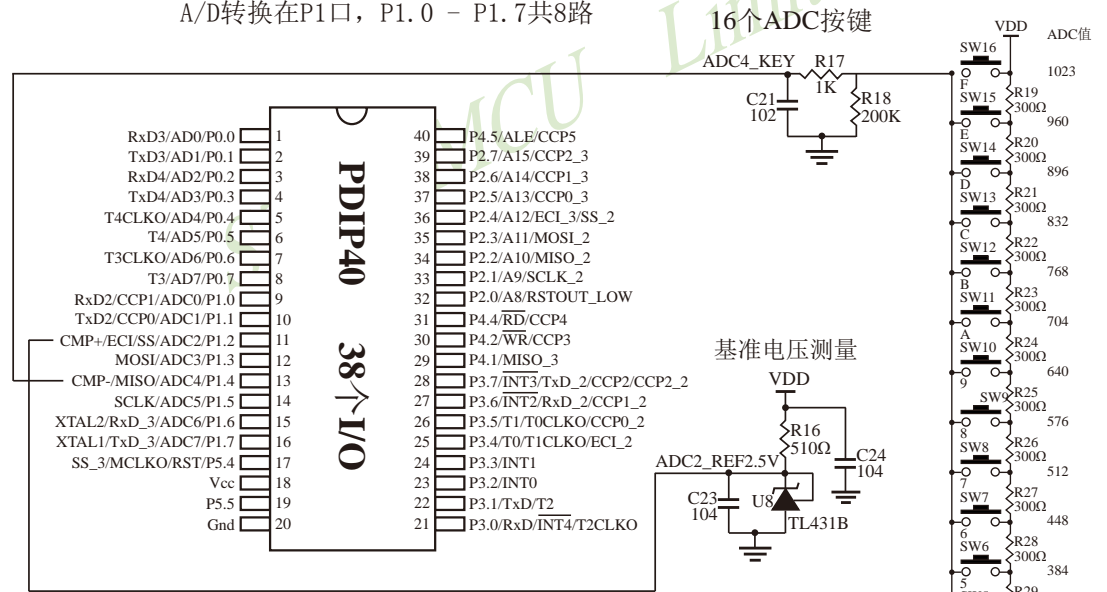 A/D转换在P1口，P1.0 - P1.7共8路
16个ADC按键
VDD
ADC值
ADC4_KEY
R17
1K
C21
102
R18
200K
MCU Limi
PDIP40 38个I/O
RxD3/AD0/P0.0 1
TxD3/AD1/P0.1 2
RxD4/AD2/P0.2 3
TxD4/AD3/P0.3 4
T4CLKO/AD4/P0.4 5
T4/AD5/P0.5 6
T3CLKO/AD6/P0.6 7
T3/AD7/P0.7 8
RxD2/CCP1/ADC0/P1.0 9
TxD2/CCP0/ADC1/P1.1 10
CMP+/ECI/SS/ADC2/P1.2 11
MOSI/ADC3/P1.3 12
CMP-/MISO/ADC4/P1.4 13
SCLK/ADC5/P1.5 14
XTAL2/RxD_3/ADC6/P1.6 15
XTAL1/TxD_3/ADC7/P1.7 16
SS_3/MCLKO/RST/P5.4 17
Vcc 18
P5.5 19
Gnd 20
40 P4.5/ALE/CCP5
39 P2.7/A15/CCP2_3
38 P2.6/A14/CCP1_3
37 P2.5/A13/CCP0_3
36 P2.4/A12/ECI_3/SS_2
35 P2.3/A11/MOSI_2
34 P2.2/A10/MISO_2
33 P2.1/A9/SCLK_2
32 P2.0/A8/RSTOUT_LOW
31 P4.4/RD/CCP4
30 P4.2/WR/CCP3
29 P4.1/MISO_3
28 P3.7/INT3/TxD_2/CCP2/CCP2_2
27 P3.6/INT2/RxD_2/CCP1_2
26 P3.5/T1/T0CLKO/CCP0_2
25 P3.4/T0/T1CLKO/ECI_2
24 P3.3/INT1
23 P3.2/INT0
22 P3.1/TxD/T2
21 P3.0/RxD/INT4/T2CLKO
基准电压测量
VDD
R16
510Ω
C24
104
ADC2_REF2.5V
C23
104
U8
TL431B
SW16
F
1023
R19
300Ω
SW15
E
960
R20
300Ω
SW14
D
896
R21
300Ω
SW13
C
832
R22
300Ω
SW12
B
768
R23
300Ω
SW11
A
704
R24
300Ω
SW10
9
640
R25
300Ω
SW9
8
576
R26
300Ω
SW8
7
512
R27
300Ω
SW7
6
448
R28
300Ω
SW6
5
384
R29